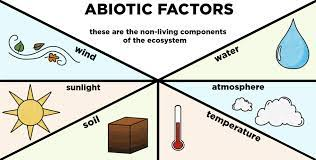 ABIOTIC FACTORS
these are the non-living components
of the ecosystem
wind
water
sunlight
atmosphere
soil
temperature